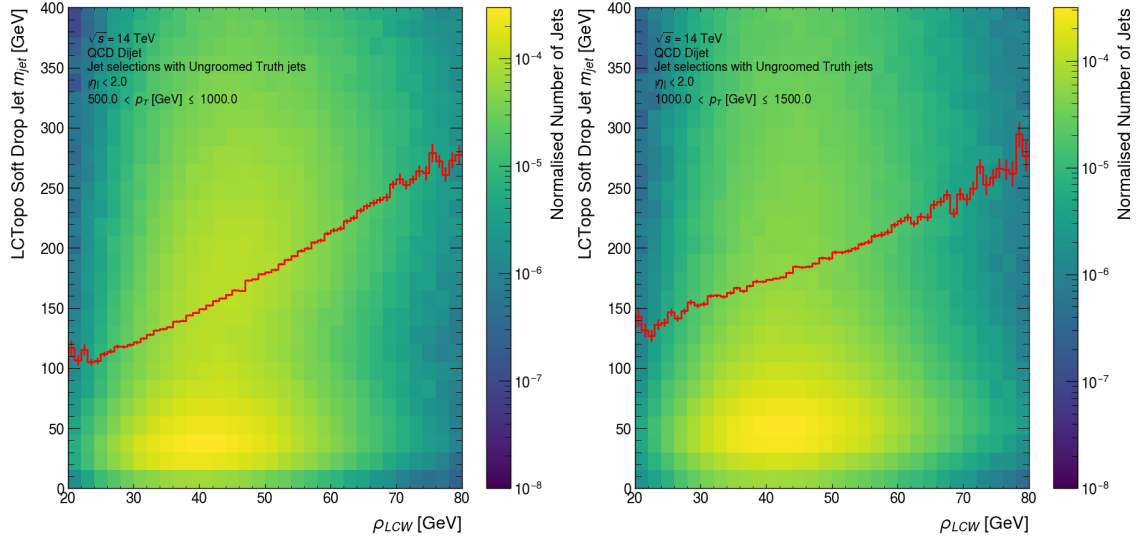 LCTopo Soft Drop Jet m_jet [GeV]
400
350
300
250
200
150
100
50
0
√s = 14 TeV
QCD Dijet
Jet selections with Ungroomed Truth jets
|η| < 2.0
500.0 < p_T [GeV] ≤ 1000.0
20 30 40 50 60 70 80
ρ_LCW [GeV]
Normalised Number of Jets
10⁻⁴
10⁻⁵
10⁻⁶
10⁻⁷
10⁻⁸
LCTopo Soft Drop Jet m_jet [GeV]
400
350
300
250
200
150
100
50
0
√s = 14 TeV
QCD Dijet
Jet selections with Ungroomed Truth jets
|η| < 2.0
1000.0 < p_T [GeV] ≤ 1500.0
20 30 40 50 60 70 80
ρ_LCW [GeV]
Normalised Number of Jets
10⁻⁴
10⁻⁵
10⁻⁶
10⁻⁷
10⁻⁸